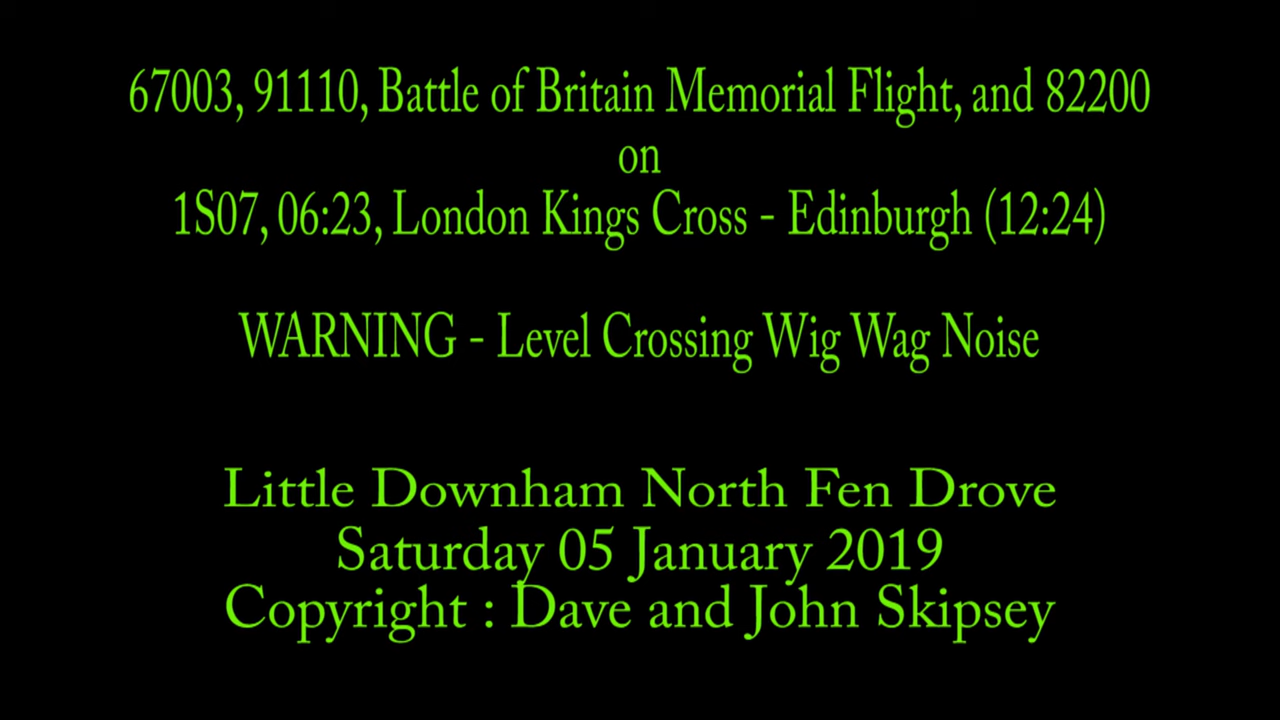 67003, 91110, Battle of Britain Memorial Flight, and 82200
on
1S07, 06:23, London Kings Cross - Edinburgh (12:24)
WARNING - Level Crossing Wig Wag Noise
Little Downham North Fen Drove
Saturday 05 January 2019
Copyright : Dave and John Skipsey